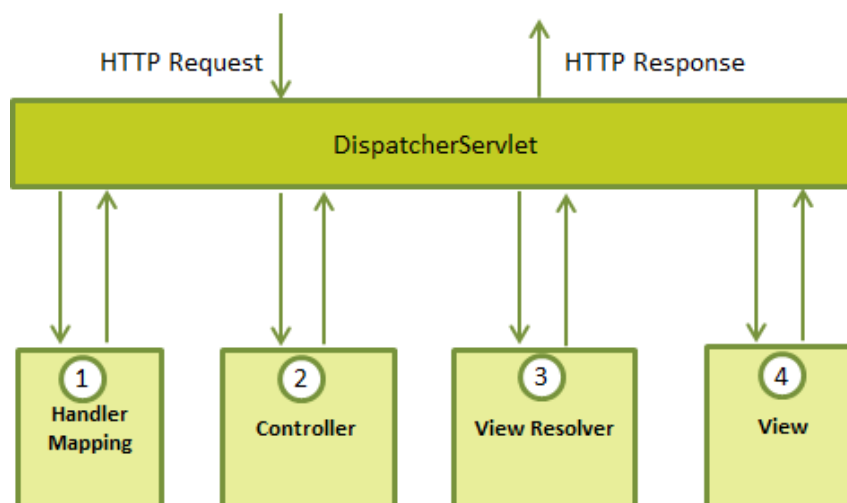 HTTP Request
HTTP Response
DispatcherServlet
1
Handler
Mapping
2
Controller
3
View Resolver
4
View